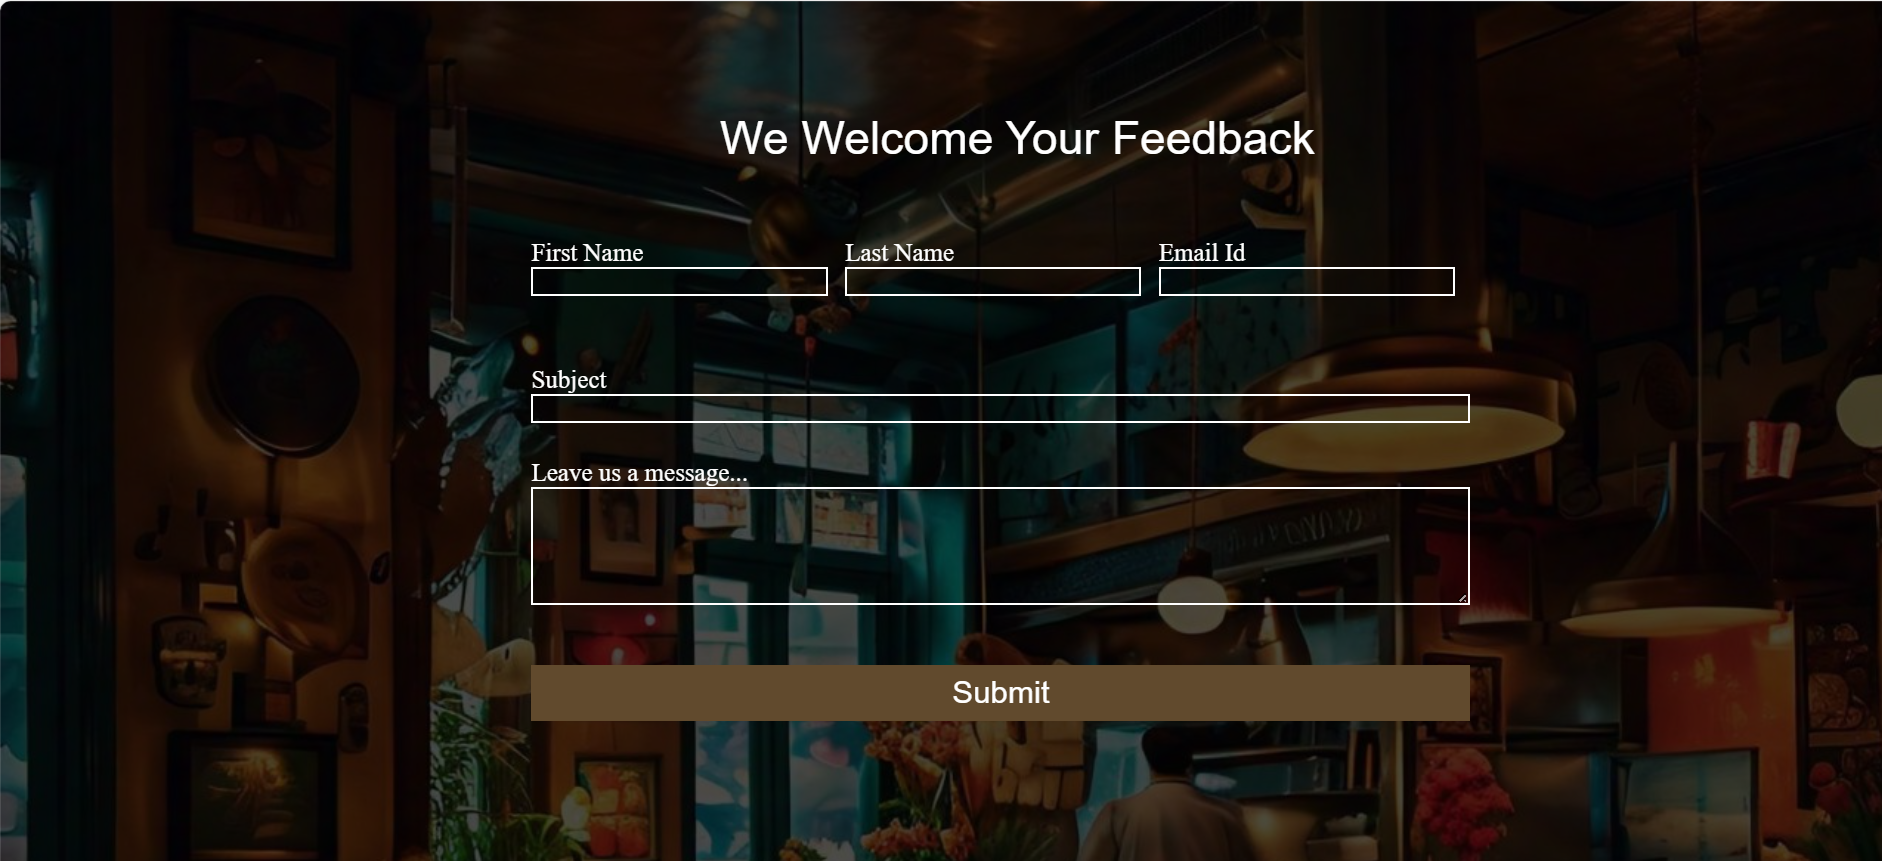 We Welcome Your Feedback
First Name Last Name Email Id
Subject
Leave us a message...
Submit